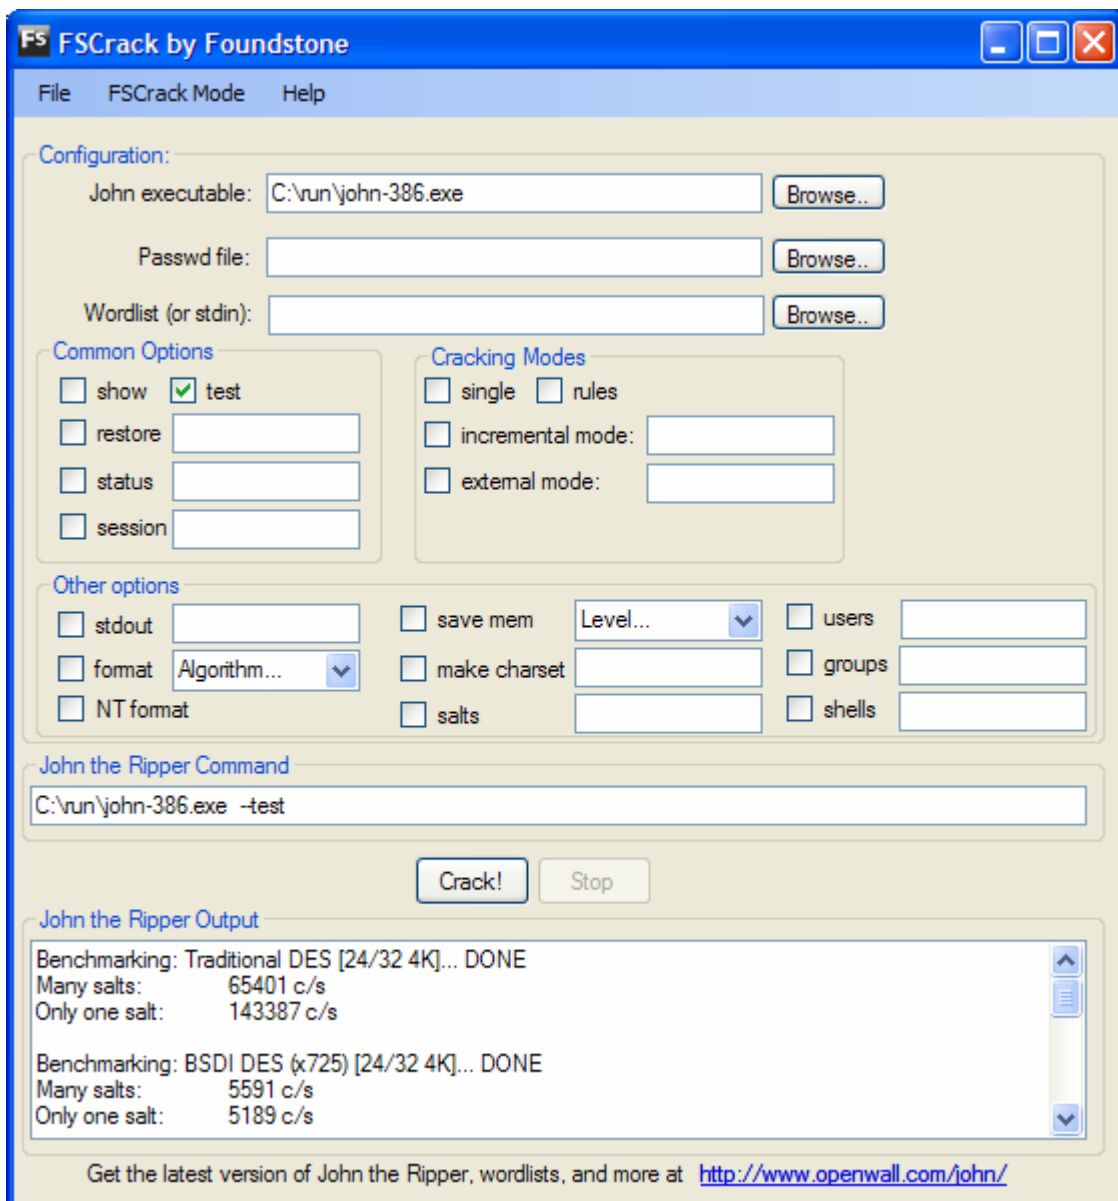 FS FSCrack by Foundstone
File FSCrack Mode Help
Configuration:
John executable: C:\run\john-386.exe Browse..
Passwd file: Browse..
Wordlist (or stdin): Browse..
Common Options
show test
restore
status
session
Cracking Modes
single rules
incremental mode:
external mode:
Other options
stdout
format Algorithm...
NT format
save mem Level...
make charset
salts
users
groups
shells
John the Ripper Command
C:\run\john-386.exe --test
Crack! Stop
John the Ripper Output
Benchmarking: Traditional DES [24/32 4K]... DONE
Many salts: 65401 c/s
Only one salt: 143387 c/s
Benchmarking: BSDI DES (x725) [24/32 4K]... DONE
Many salts: 5591 c/s
Only one salt: 5189 c/s
Get the latest version of John the Ripper, wordlists, and more at http://www.openwall.com/john/